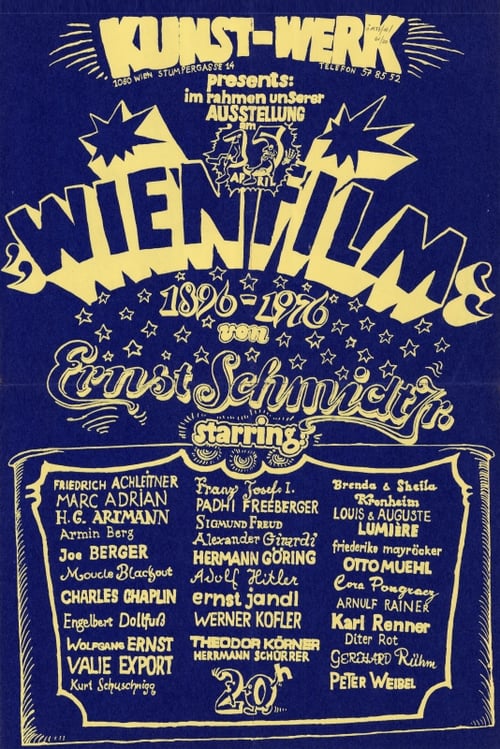 KUNST-WERK
1060 WIEN STUMPERGASSE 14
TELEFON 57 85 52
presents:
im rahmen unserer
AUSSTELLUNG
am
15
APRIL
"WIENFILM"
1896-1976
von
Ernst Schmidt Jr.
starring:
FRIEDRICH ACHLEITNER
MARC ADRIAN
H.C. ARTMANN
Armin Berg
Joe BERGER
Moucle Blackout
CHARLES CHAPLIN
Engelbert Dollfuß
WOLFGANG ERNST
VALIE EXPORT
Kurt Schuschnigg
Franz Josefs I.
PADHI FREEBERGER
SIGMUND FREUD
Alexander Girardi
HERMANN GÖRING
Adolf Hitler
ernst jandl
WERNER KOFLER
THEODOR KÖRNER
HERRMANN SCHÜRRER
20h
Brenda & Sheila
Kronheim
LOUIS & AUGUSTE
LUMIÈRE
friederike mayröcker
OTTO MUEHL
Cora Pongracz
ARNULF RAINER
Karl Renner
Diter Rot
GERHARD Rühm
PETER WEIBEL